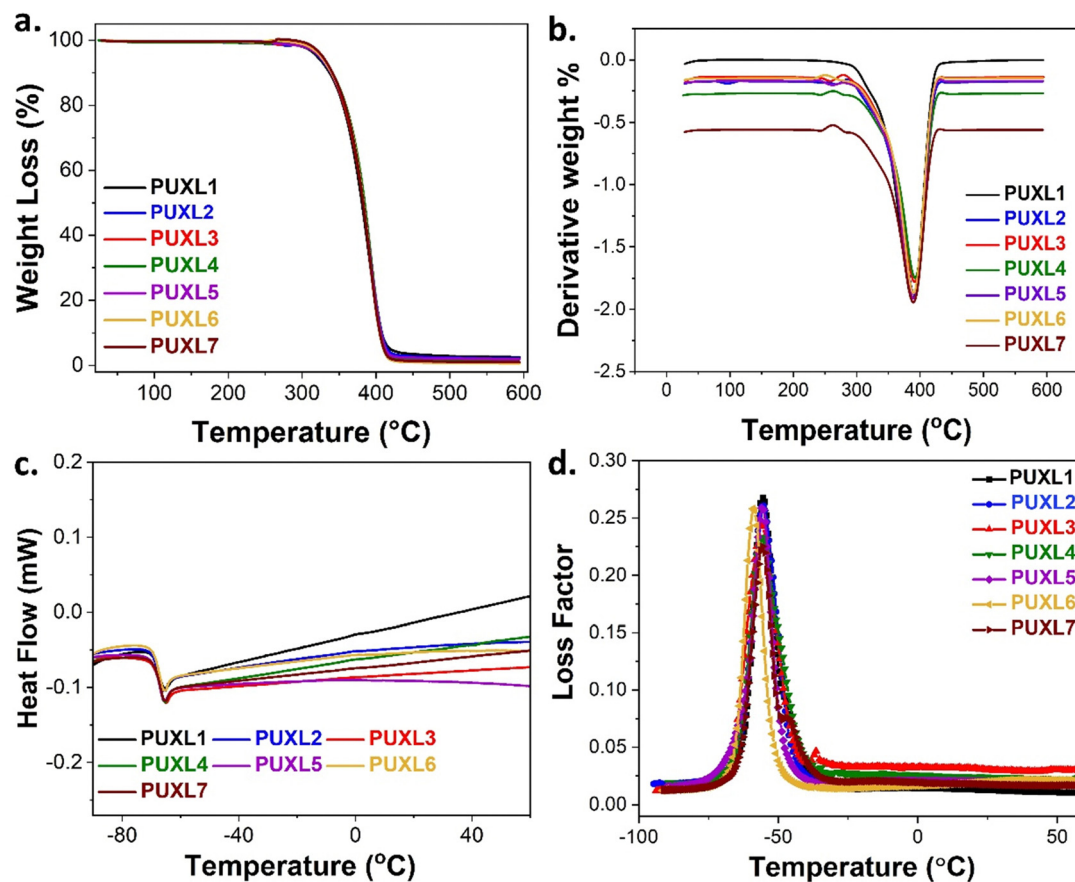 a.
100
80
60
40
20
0
Weight Loss (%)
PUXL1
PUXL2
PUXL3
PUXL4
PUXL5
PUXL6
PUXL7
100 200 300 400 500 600
Temperature (°C)
b.
0.0
-0.5
-1.0
-1.5
-2.0
-2.5
Derivative weight %
PUXL1
PUXL2
PUXL3
PUXL4
PUXL5
PUXL6
PUXL7
0 100 200 300 400 500 600
Temperature (°C)
c.
0.2
0.1
0.0
-0.1
-0.2
Heat Flow (mW)
PUXL1 PUXL2 PUXL3
PUXL4 PUXL5 PUXL6
PUXL7
-80 -40 0 40
Temperature (°C)
d.
0.30
0.25
0.20
0.15
0.10
0.05
0.00
Loss Factor
PUXL1
PUXL2
PUXL3
PUXL4
PUXL5
PUXL6
PUXL7
-100 -50 0 50
Temperature (°C)